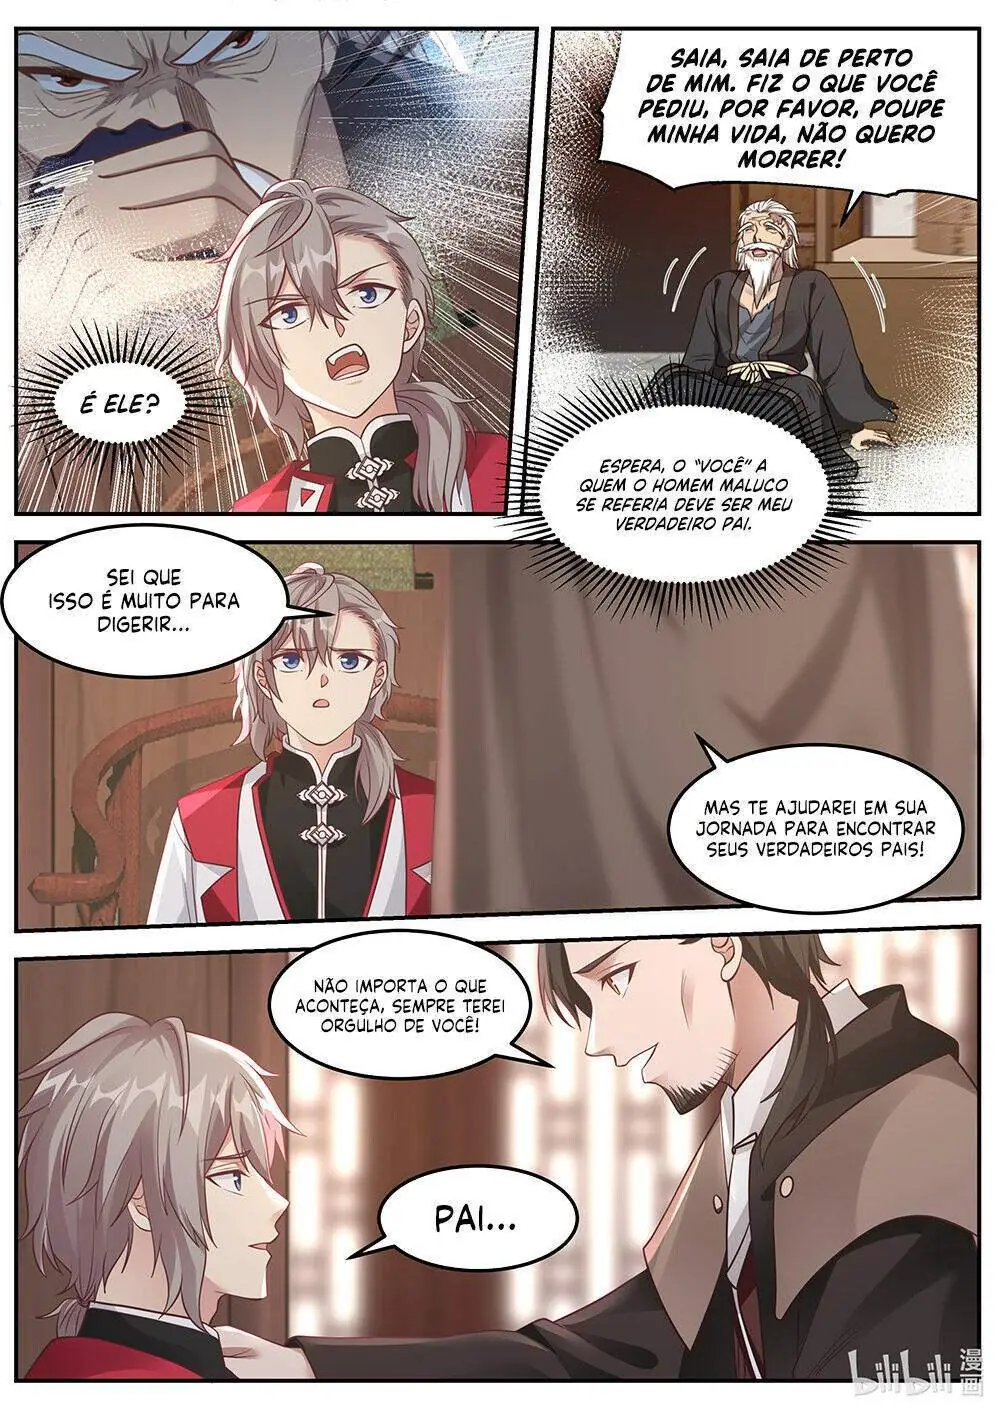 SAIA, SAIA DE PERTO
DE MIM. FIZ O QUE VOCÊ
PEDIU, POR FAVOR, POUPE
MINHA VIDA, NÃO QUERO
MORRER!
É ELE?
ESPERA, O "VOCÊ" A
QUEM O HOMEM MALUCO
SE REFERIA DEVE SER MEU
VERDADEIRO PAI.
SEI QUE
ISSO É MUITO PARA
DIGERIR...
MAS TE AJUDAREI EM SUA
JORNADA PARA ENCONTRAR
SEUS VERDADEIROS PAIS!
NÃO IMPORTA O QUE
ACONTEÇA, SEMPRE TEREI
ORGULHO DE VOCÊ!
PAI...
bilibili 漫画